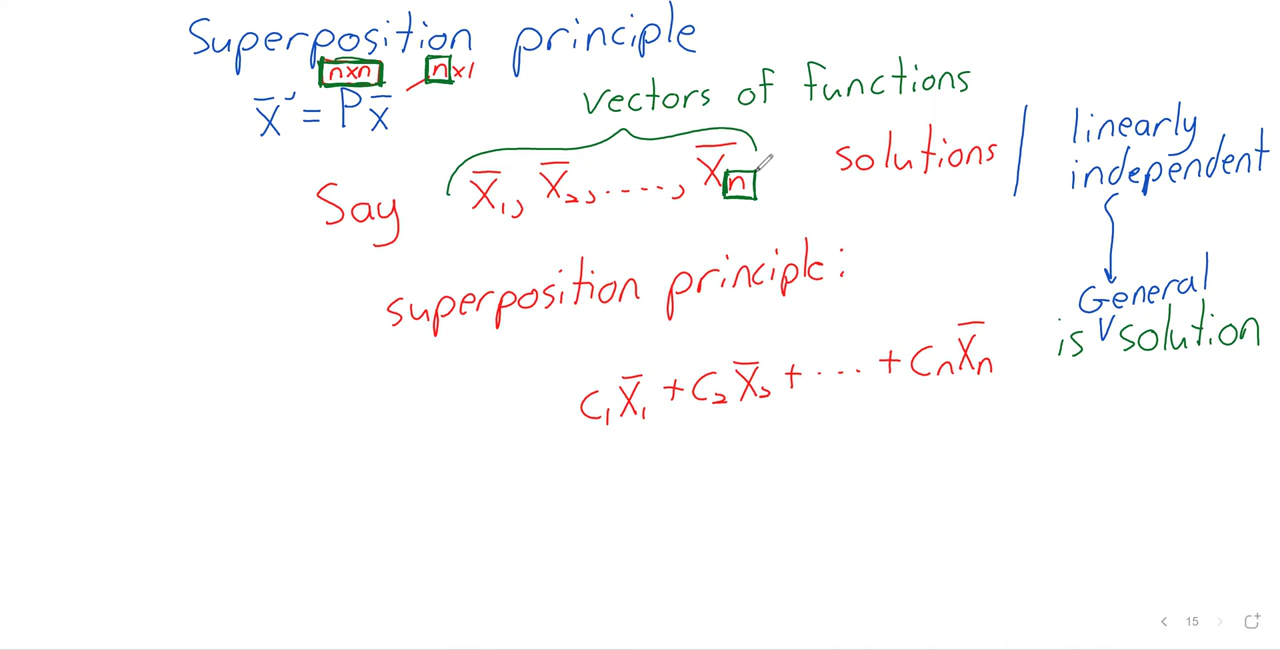 Superposition principle
n×n n×1
x̄' = P x̄
vectors of functions
Say x̄₁, x̄₂, ....., x̄n solutions | linearly
independent
superposition principle:
General
is ∨ solution
C₁x̄₁ + C₂x̄₂ + ... + Cnx̄n
15